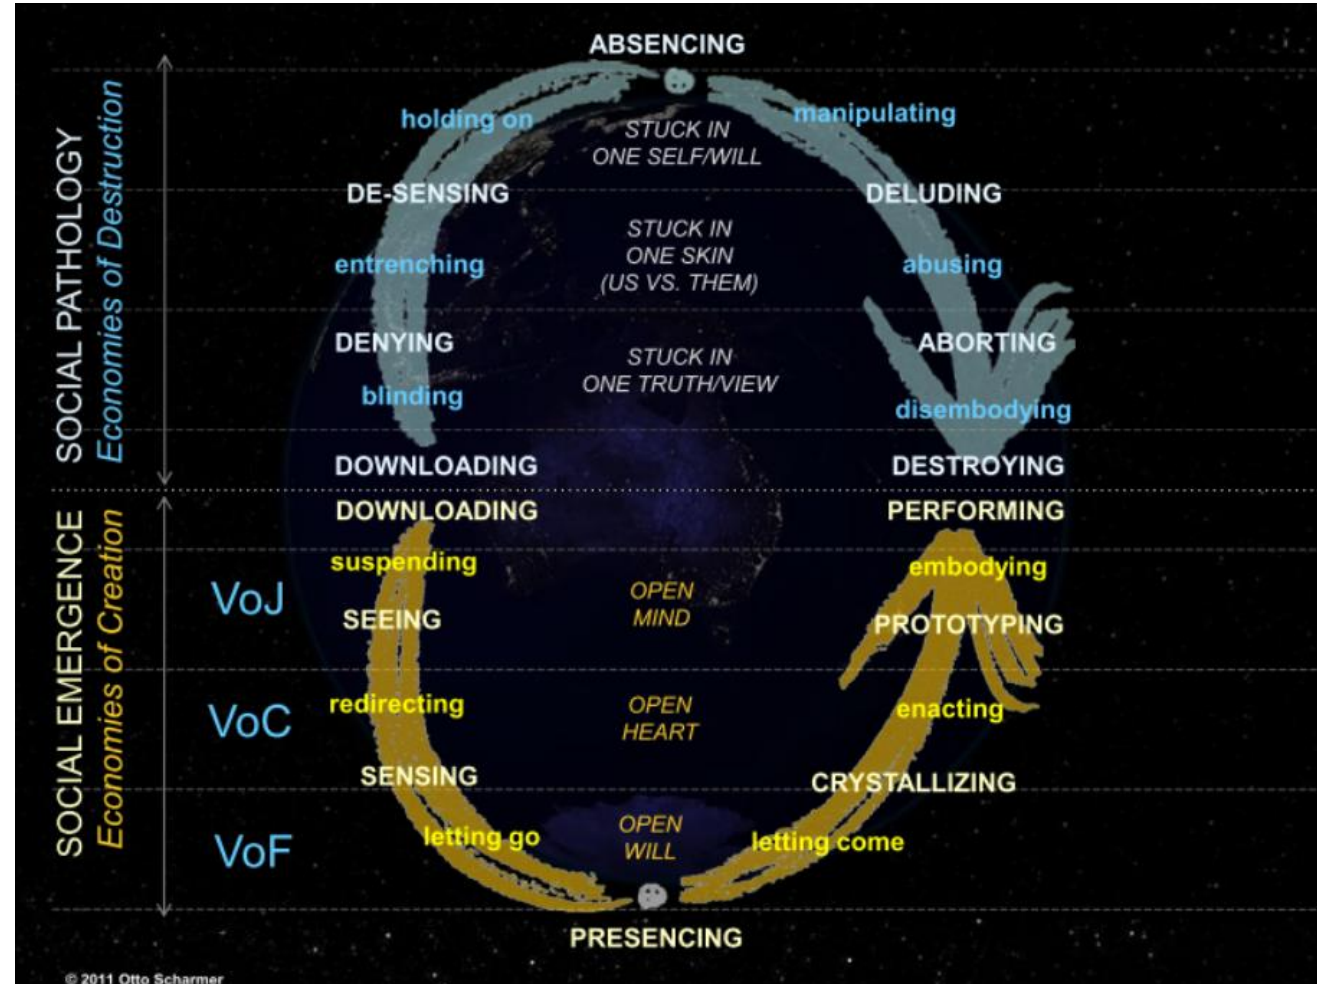 ABSENCING
holding on
manipulating
STUCK IN
ONE SELF/WILL
DE-SENSING
DELUDING
STUCK IN
ONE SKIN
(US VS. THEM)
entrenching
abusing
DENYING
ABORTING
STUCK IN
ONE TRUTH/VIEW
blinding
disembodying
DOWNLOADING
DESTROYING
SOCIAL PATHOLOGY
Economies of Destruction
DOWNLOADING
PERFORMING
suspending
embodying
VoJ
OPEN
MIND
SEEING
PROTOTYPING
redirecting
enacting
VoC
OPEN
HEART
SENSING
CRYSTALLIZING
letting go
letting come
VoF
OPEN
WILL
PRESENCING
SOCIAL EMERGENCE
Economies of Creation
© 2011 Otto Scharmer